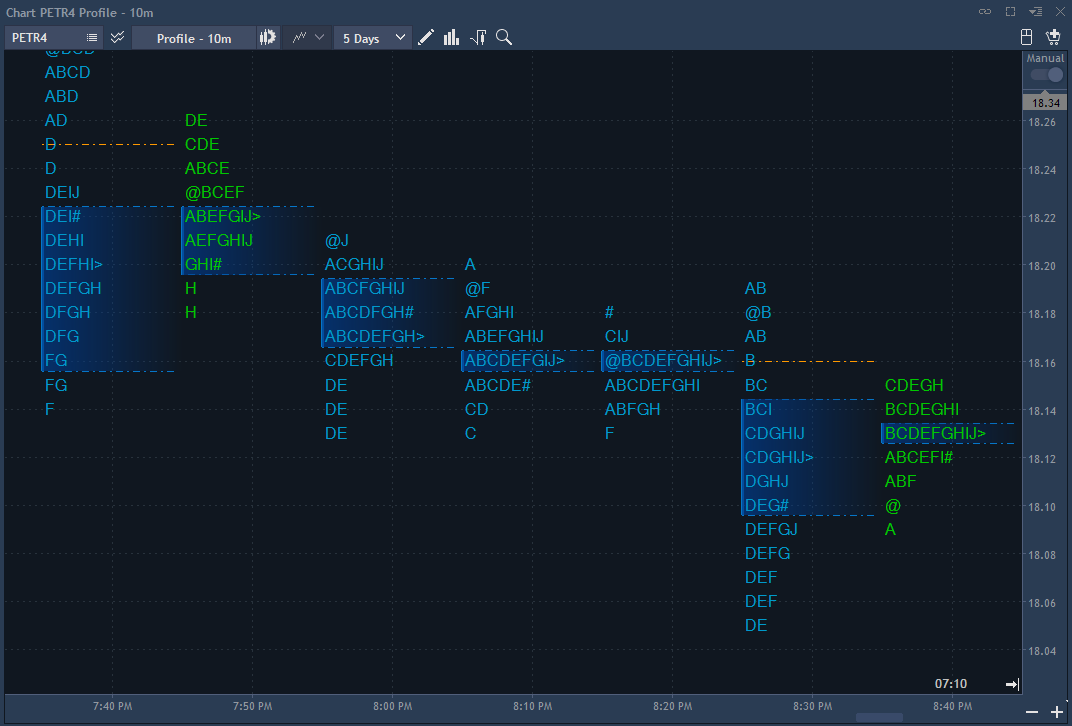 Chart PETR4 Profile - 10m
PETR4
Profile - 10m
5 Days
Manual
18.34
@BCD
ABCD
ABD
AD
D
D
DEIJ
DEI#
DEHI
DEFHI>
DEFGH
DFGH
DFG
FG
FG
F
DE
CDE
ABCE
@BCEF
ABEFGIJ>
AEFGHIJ
GHI#
H
H
@J
ACGHIJ
ABCFGHIJ
ABCDFGH#
ABCDEFGH>
CDEFGH
DE
DE
DE
A
@F
AFGHI
ABEFGHIJ
ABCDEFGIJ>
ABCDE#
CD
C
#
CIJ
@BCDEFGHIJ>
ABCDEFGHI
ABFGH
F
AB
@B
AB
B
BC
BCI
CDGHIJ
CDGHIJ>
DGHJ
DEG#
DEFGJ
DEFG
DEF
DEF
DE
CDEGH
BCDEGHI
BCDEFGHIJ>
ABCEFI#
ABF
@
A
18.26
18.24
18.22
18.20
18.18
18.16
18.14
18.12
18.10
18.08
18.06
18.04
07:10
7:40 PM
7:50 PM
8:00 PM
8:10 PM
8:20 PM
8:30 PM
8:40 PM